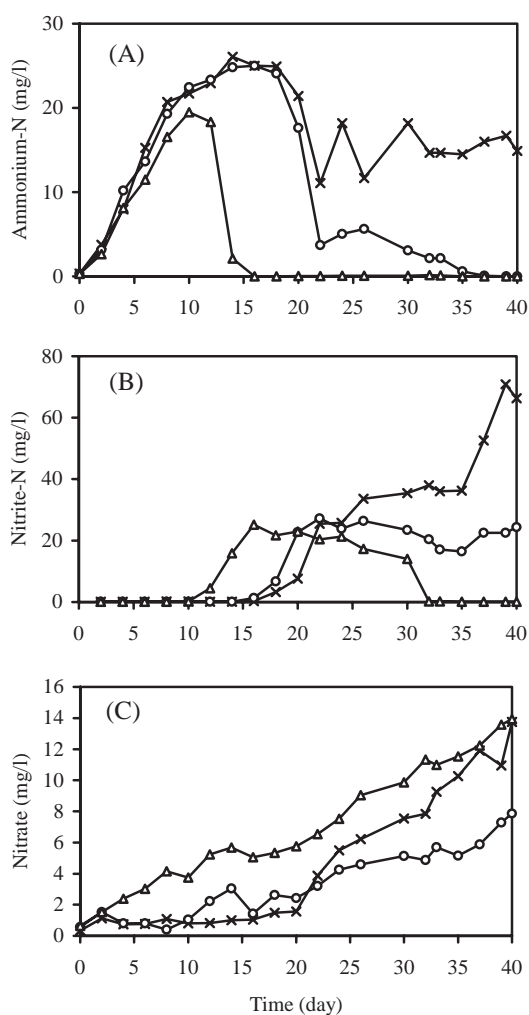 30
(A)
20
10
0
Ammonium-N (mg/l)
0 5 10 15 20 25 30 35 40
80
(B)
60
40
20
0
Nitrite-N (mg/l)
0 5 10 15 20 25 30 35 40
16
(C)
14
12
10
8
6
4
2
0
Nitrate (mg/l)
0 5 10 15 20 25 30 35 40
Time (day)